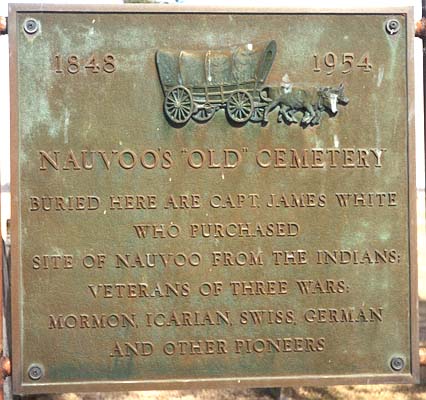 1848 1954
NAUVOO'S "OLD" CEMETERY
BURIED HERE ARE CAPT. JAMES WHITE
WHO PURCHASED
SITE OF NAUVOO FROM THE INDIANS;
VETERANS OF THREE WARS;
MORMON, ICARIAN, SWISS, GERMAN
AND OTHER PIONEERS